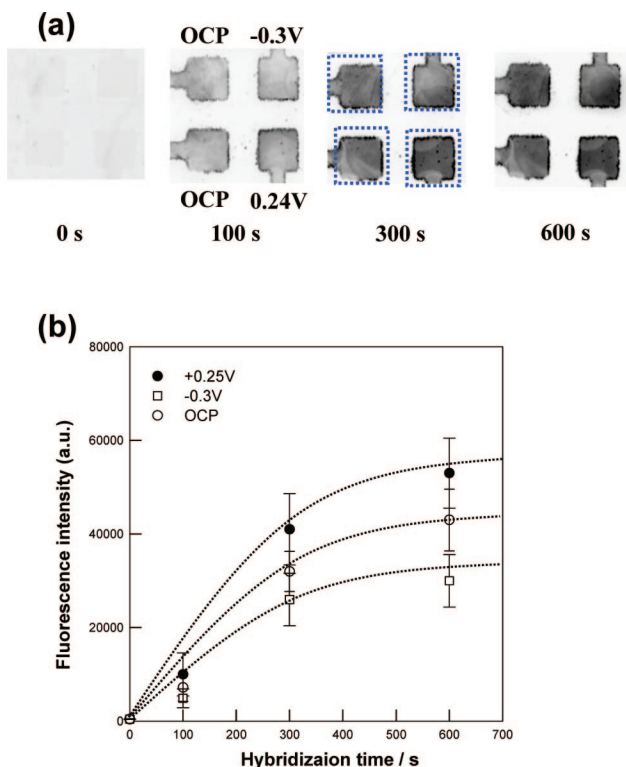 (a)
OCP -0.3V
OCP 0.24V
0 s 100 s 300 s 600 s
(b)
80000
60000
40000
20000
0
+0.25V
-0.3V
OCP
Fluorescence intensity (a.u.)
0 100 200 300 400 500 600 700
Hybridizaion time / s